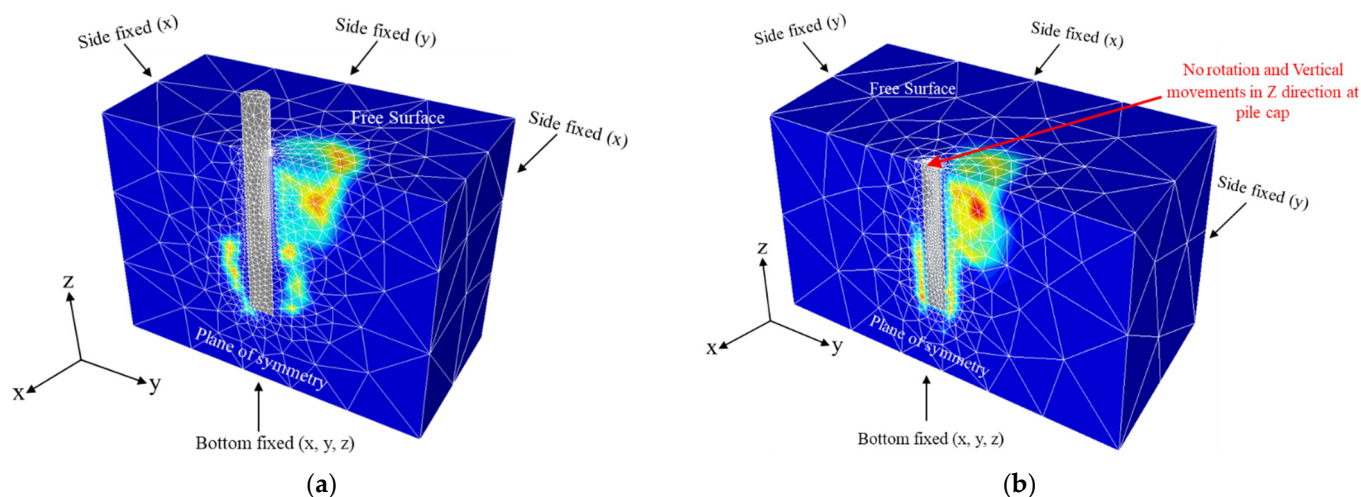 Side fixed (x)
Side fixed (y)
Free Surface
Side fixed (x)
z
x
y
Plane of symmetry
Bottom fixed (x, y, z)
(a)
Side fixed (y)
Side fixed (x)
No rotation and Vertical
movements in Z direction at
pile cap
Free Surface
Side fixed (y)
z
x
y
Plane of symmetry
Bottom fixed (x, y, z)
(b)